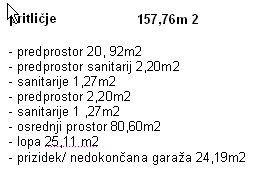 pritličje 157,76m 2
- predprostor 20, 92m2
- predprostor sanitarij 2,20m2
- sanitarije 1,27m2
- predprostor 2,20m2
- sanitarije 1 ,27m2
- osrednji prostor 80,60m2
- lopa 25,11 m2
- prizidek/ nedokončana garaža 24,19m2